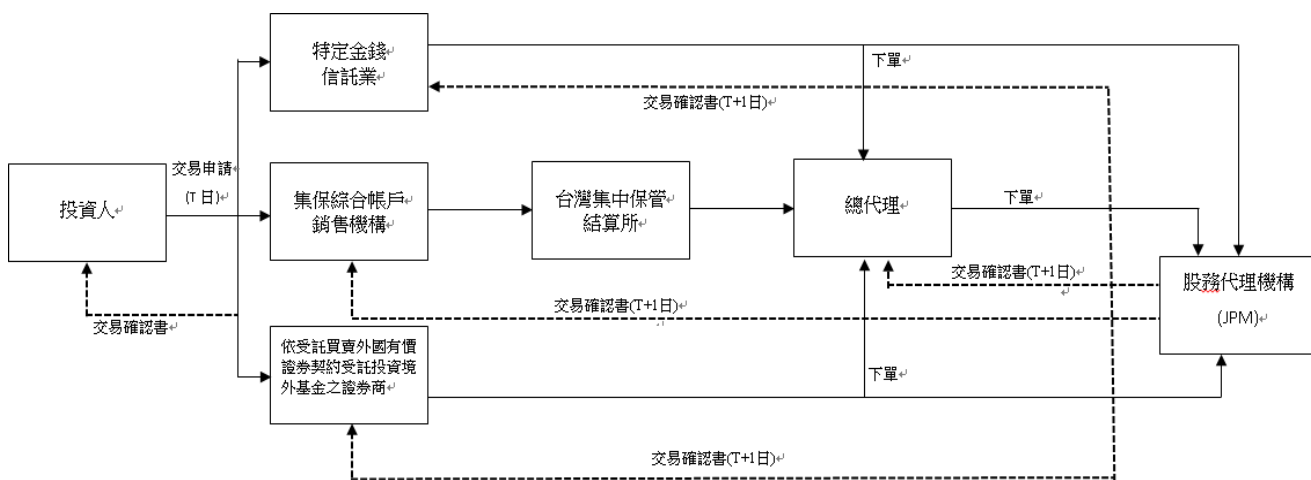 特定金錢
信託業
下單
交易確認書(T+1日)
投資人
交易申請
(T 日)
集保綜合帳戶
銷售機構
台灣集中保管
結算所
總代理
下單
交易確認書(T+1日)
交易確認書(T+1日)
股務代理機構
(JPM)
交易確認書
依受託買賣外國有價
證券契約受託投資境
外基金之證券商
下單
交易確認書(T+1日)